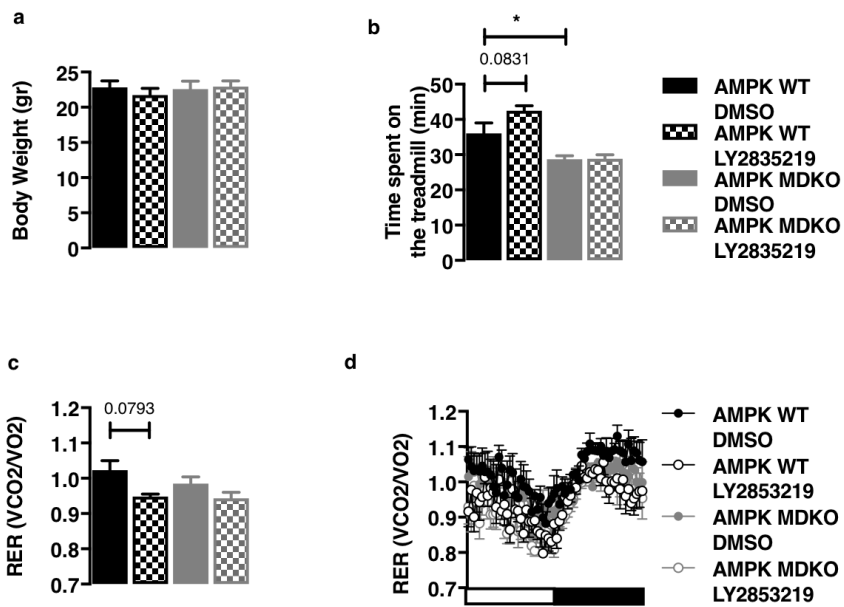 a
Body Weight (gr)
25
20
15
10
5
0
b
*
0.0831
Time spent on
the treadmill (min)
50
40
30
20
10
0
AMPK WT
DMSO
AMPK WT
LY2835219
AMPK MDKO
DMSO
AMPK MDKO
LY2835219
c
RER (VCO2/VO2)
1.2
1.1
1.0
0.9
0.8
0.7
0.0793
d
RER (VCO2/VO2)
1.2
1.1
1.0
0.9
0.8
0.7
AMPK WT
DMSO
AMPK WT
LY2853219
AMPK MDKO
DMSO
AMPK MDKO
LY2853219